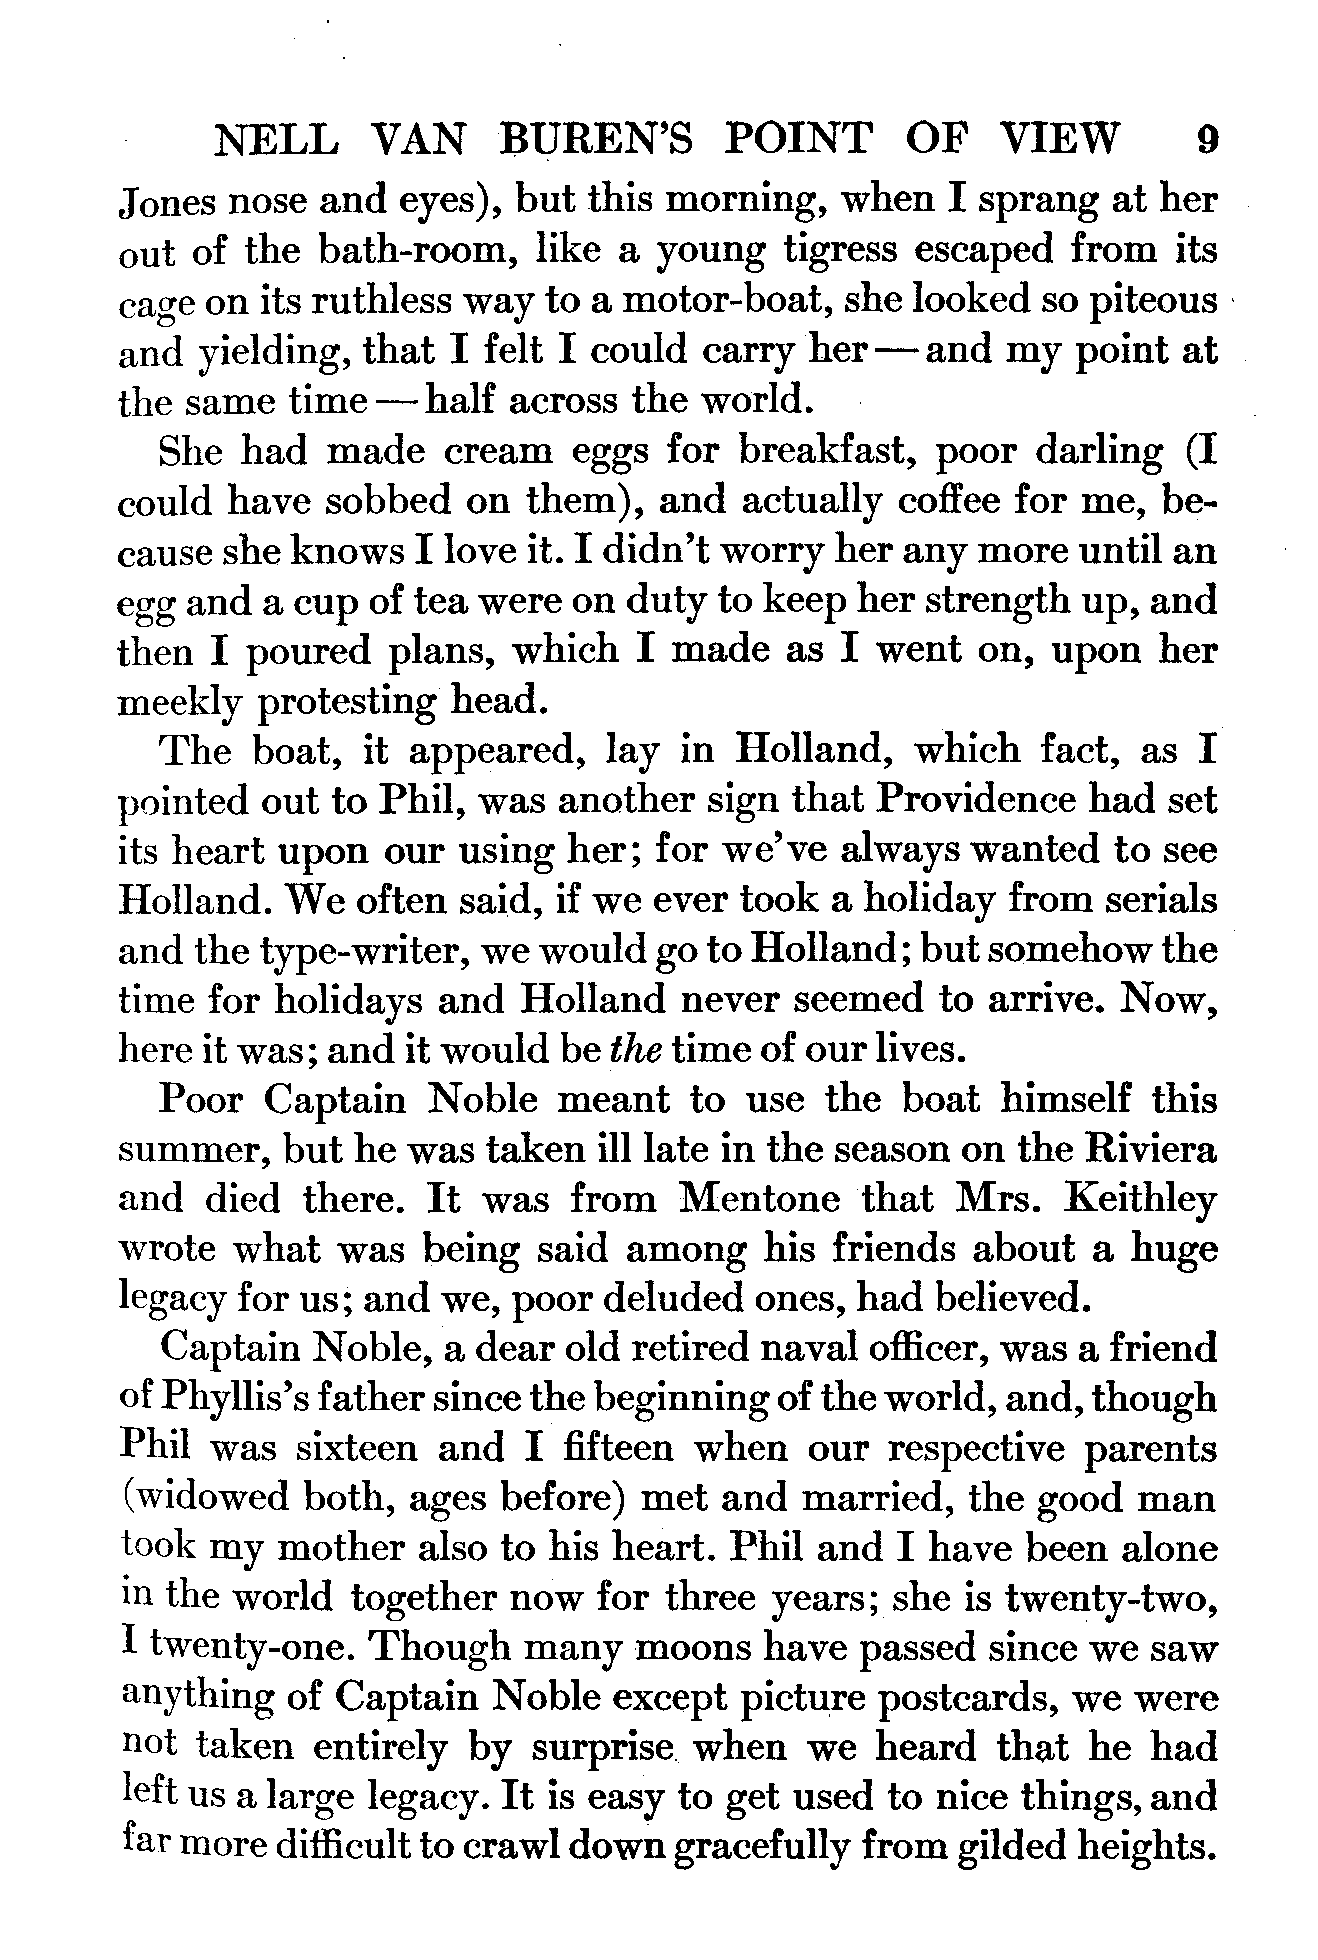 NELL VAN BUREN'S POINT OF VIEW 9
Jones nose and eyes), but this morning, when I sprang at her
out of the bath-room, like a young tigress escaped from its
cage on its ruthless way to a motor-boat, she looked so piteous
and yielding, that I felt I could carry her — and my point at
the same time — half across the world.
She had made cream eggs for breakfast, poor darling (I
could have sobbed on them), and actually coffee for me, be-
cause she knows I love it. I didn't worry her any more until an
egg and a cup of tea were on duty to keep her strength up, and
then I poured plans, which I made as I went on, upon her
meekly protesting head.
The boat, it appeared, lay in Holland, which fact, as I
pointed out to Phil, was another sign that Providence had set
its heart upon our using her; for we've always wanted to see
Holland. We often said, if we ever took a holiday from serials
and the type-writer, we would go to Holland; but somehow the
time for holidays and Holland never seemed to arrive. Now,
here it was; and it would be the time of our lives.
Poor Captain Noble meant to use the boat himself this
summer, but he was taken ill late in the season on the Riviera
and died there. It was from Mentone that Mrs. Keithley
wrote what was being said among his friends about a huge
legacy for us; and we, poor deluded ones, had believed.
Captain Noble, a dear old retired naval officer, was a friend
of Phyllis's father since the beginning of the world, and, though
Phil was sixteen and I fifteen when our respective parents
(widowed both, ages before) met and married, the good man
took my mother also to his heart. Phil and I have been alone
in the world together now for three years; she is twenty-two,
I twenty-one. Though many moons have passed since we saw
anything of Captain Noble except picture postcards, we were
not taken entirely by surprise when we heard that he had
left us a large legacy. It is easy to get used to nice things, and
far more difficult to crawl down gracefully from gilded heights.